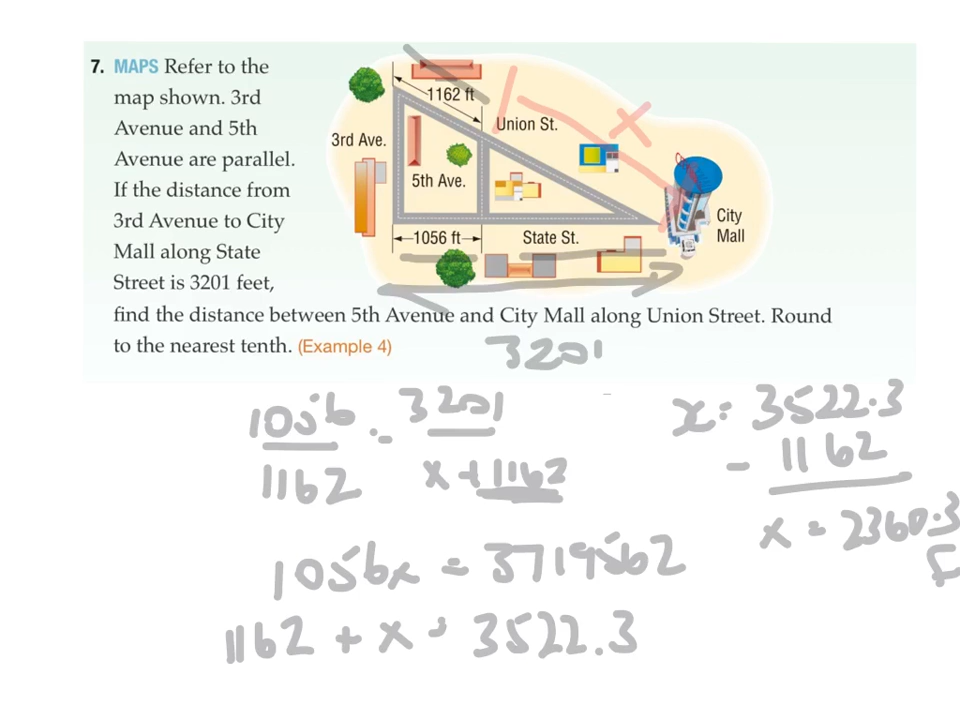 7. MAPS Refer to the
map shown. 3rd
Avenue and 5th
Avenue are parallel.
If the distance from
3rd Avenue to City
Mall along State
Street is 3201 feet,
find the distance between 5th Avenue and City Mall along Union Street. Round
to the nearest tenth. (Example 4)
1162 ft
Union St.
x
3rd Ave.
5th Ave.
City
Mall
1056 ft
State St.
3201
1056 = 3201
1162 x + 1162
1056x = 3719562
1162 + x = 3522.3
x = 3522.3
- 1162
x = 2360.3